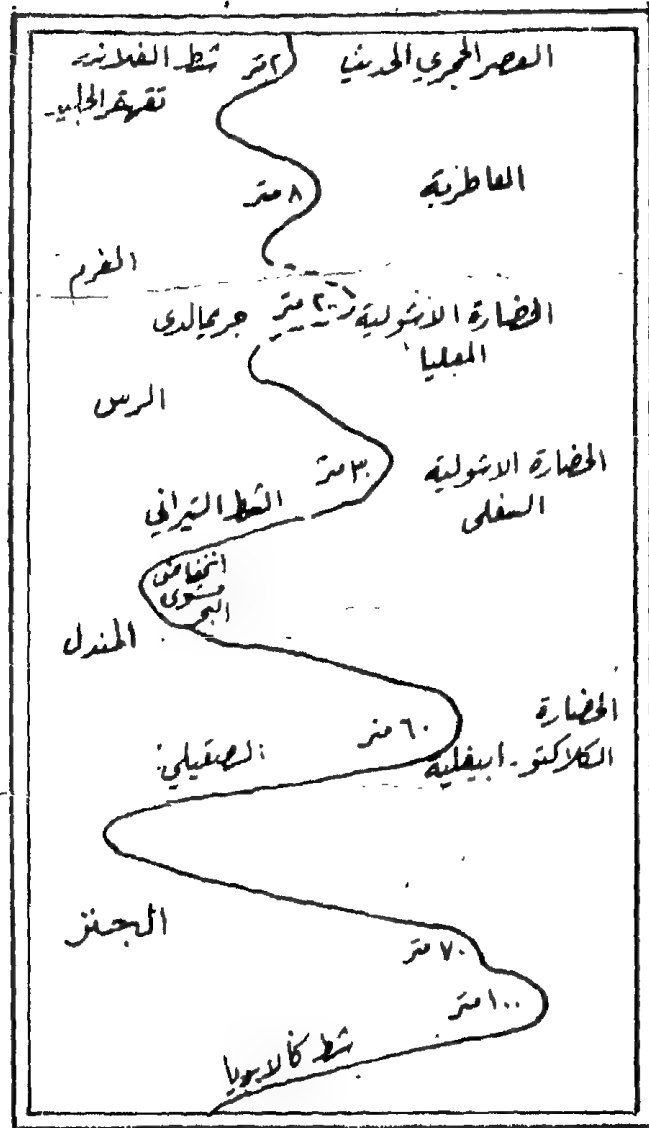 العصر الحجري الحديث ٢ متر شط الفلاندر
تقهقر الجليد
العاطرية ٨ متر
الفرم
الحضارة الاشولية متر جريمالدى
العليا
الرس
الحضارة الاشولية ٣٠ متر
السفلى الشط التيراني
انخفاض
مستوى
البحر
المندل
الحضارة ٦٠ متر
الكلاكتو - ابيفلية الصقيلي
الجنز
٧٠ متر
١٠٠ متر
شط كالابريا